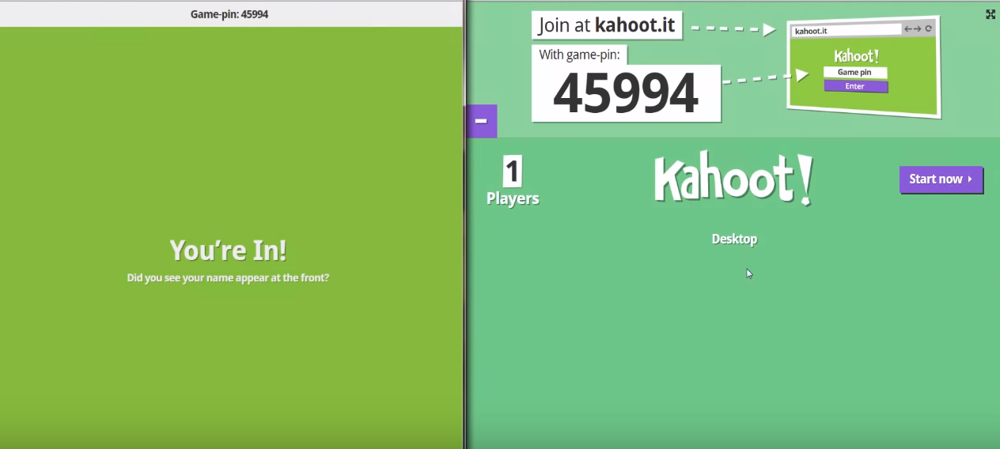 Game-pin: 45994
You're In!
Did you see your name appear at the front?
Join at kahoot.it
With game-pin:
45994
kahoot.it
Kahoot!
Game pin
Enter
1
Players
Kahoot!
Start now
Desktop